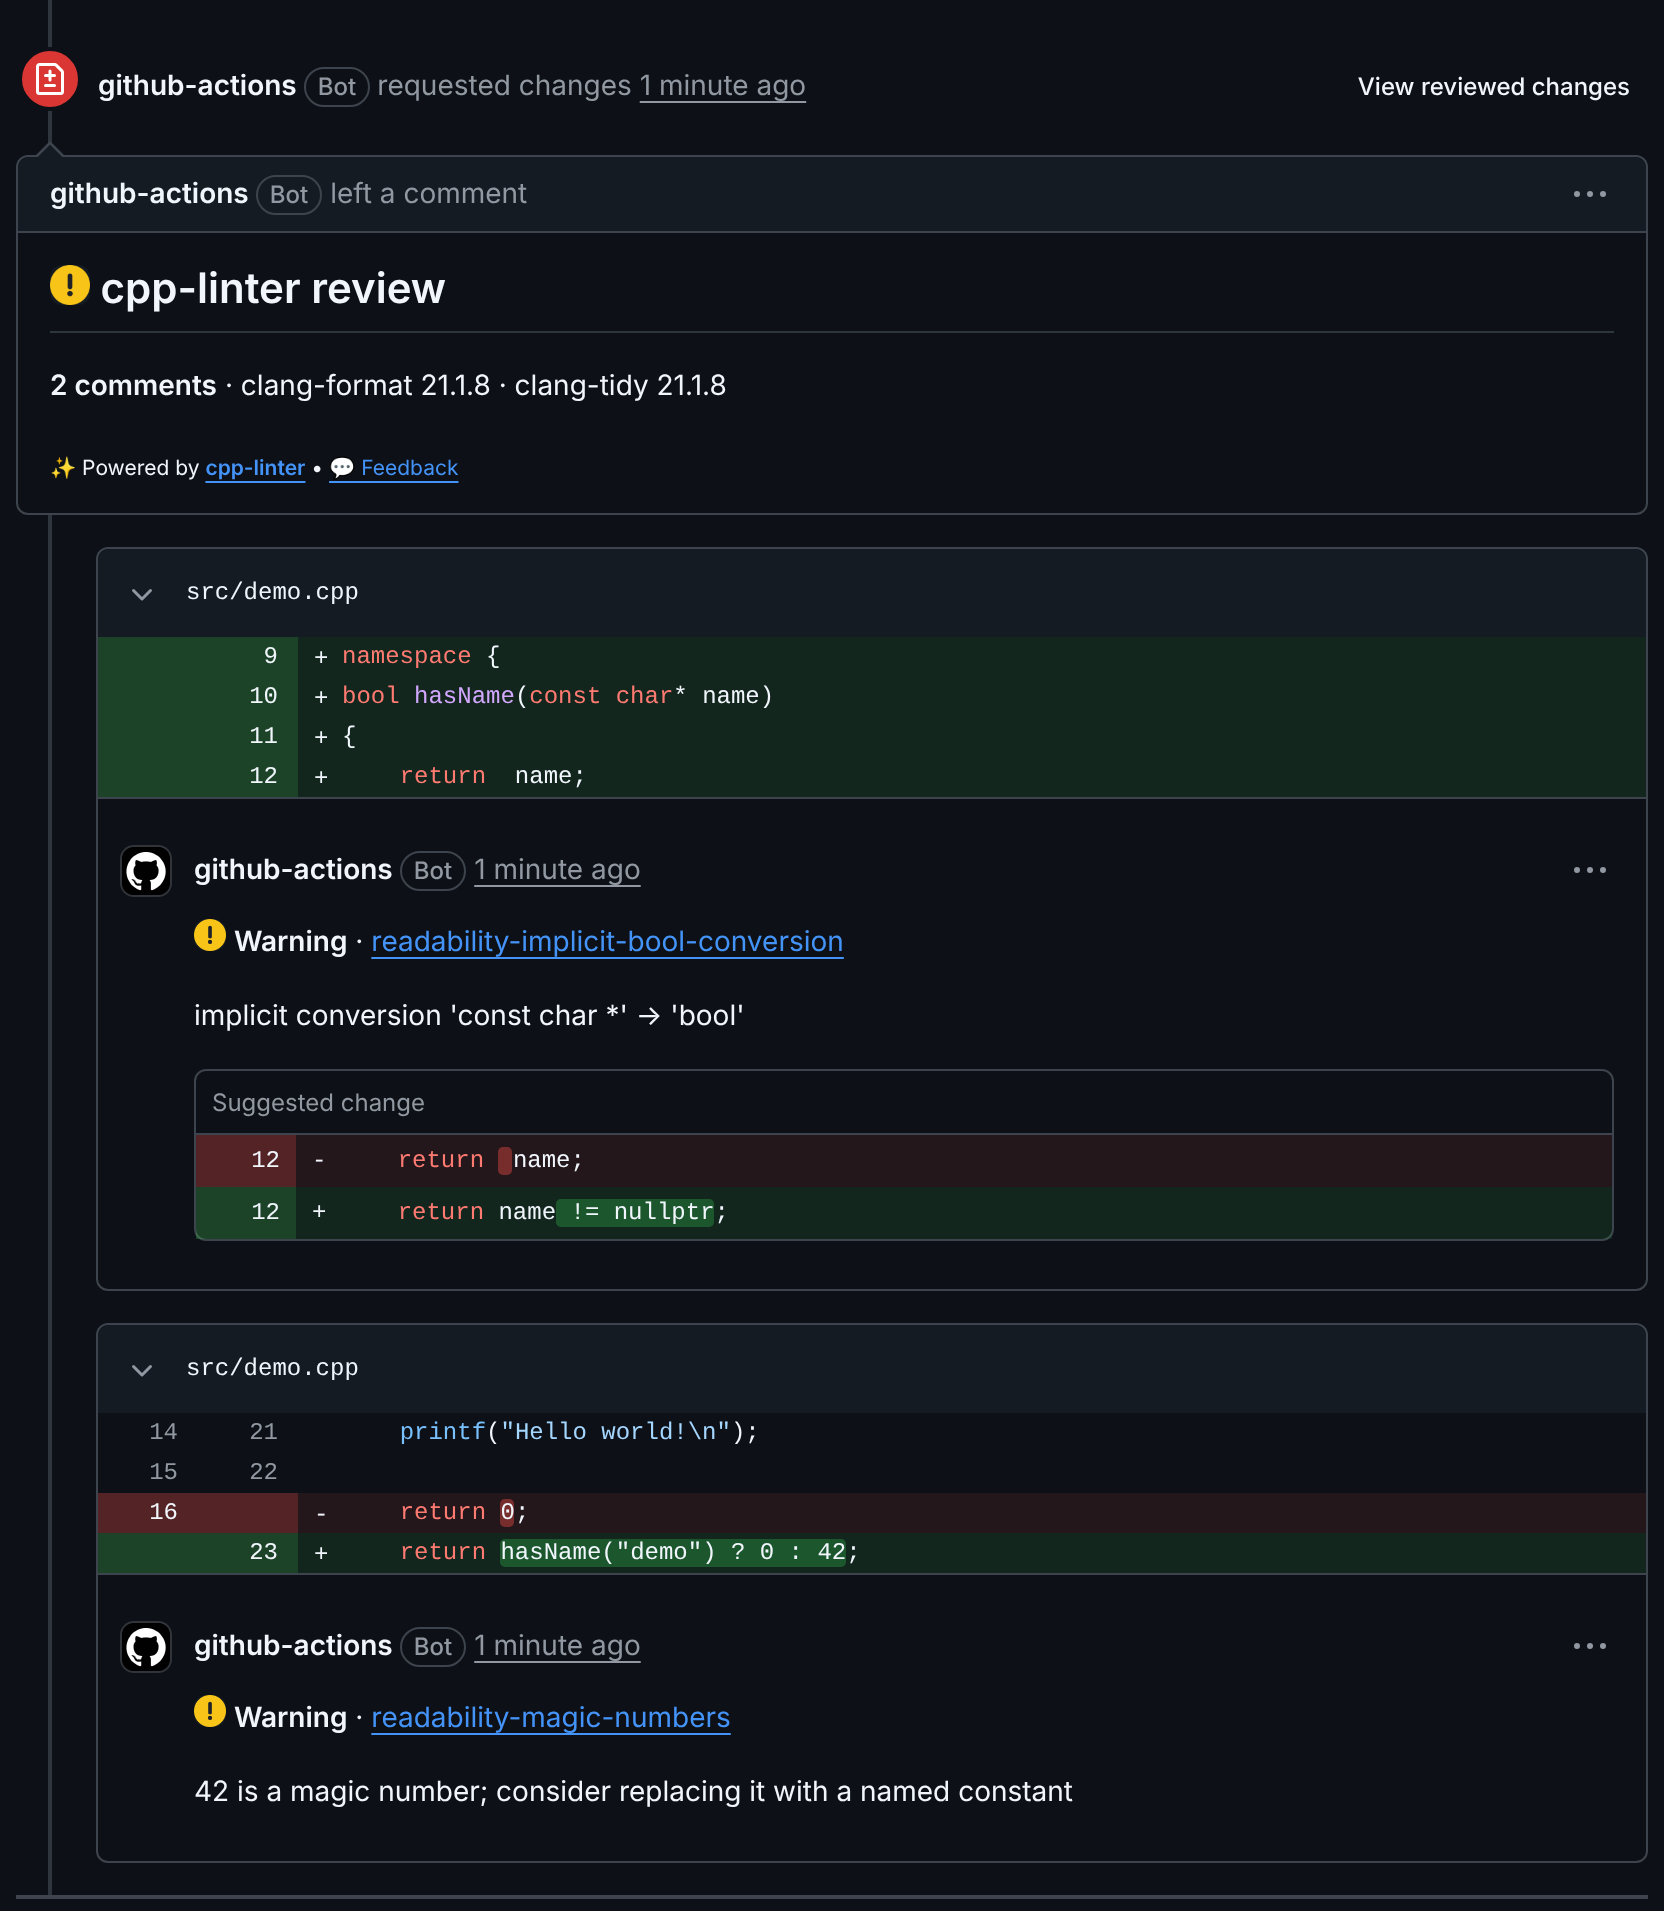 github-actions Bot requested changes 1 minute ago View reviewed changes
github-actions Bot left a comment
cpp-linter review
2 comments · clang-format 21.1.8 · clang-tidy 21.1.8
✨ Powered by cpp-linter • 💬 Feedback
src/demo.cpp
9 + namespace {
10 + bool hasName(const char* name)
11 + {
12 +     return  name;
github-actions Bot 1 minute ago
Warning · readability-implicit-bool-conversion
implicit conversion 'const char *' → 'bool'
Suggested change
12 -     return  name;
12 +     return name != nullptr;
src/demo.cpp
14 21     printf("Hello world!\n");
15 22
16 -     return 0;
23 +     return hasName("demo") ? 0 : 42;
github-actions Bot 1 minute ago
Warning · readability-magic-numbers
42 is a magic number; consider replacing it with a named constant